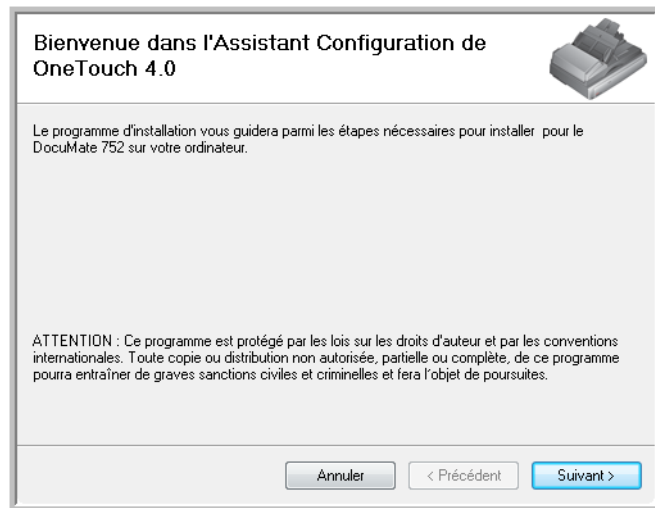 Bienvenue dans l'Assistant Configuration de
OneTouch 4.0
Le programme d'installation vous guidera parmi les étapes nécessaires pour installer  pour le
DocuMate 752 sur votre ordinateur.
ATTENTION : Ce programme est protégé par les lois sur les droits d'auteur et par les conventions
internationales. Toute copie ou distribution non autorisée, partielle ou complète, de ce programme
pourra entraîner de graves sanctions civiles et criminelles et fera l'objet de poursuites.
Annuler < Précédent Suivant >